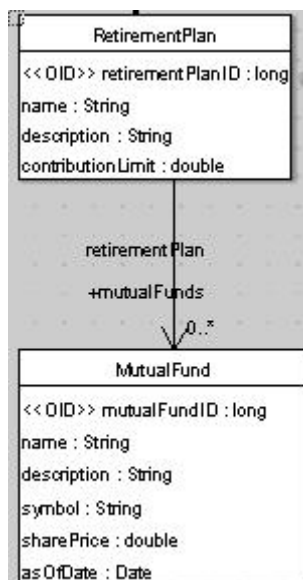 RetirementPlan
<<OID>> retirementPlanID : long
name : String
description : String
contributionLimit : double
retirementPlan
+mutualFunds
0..*
MutualFund
<<OID>> mutualFundID : long
name : String
description : String
symbol : String
sharePrice : double
asOfDate : Date